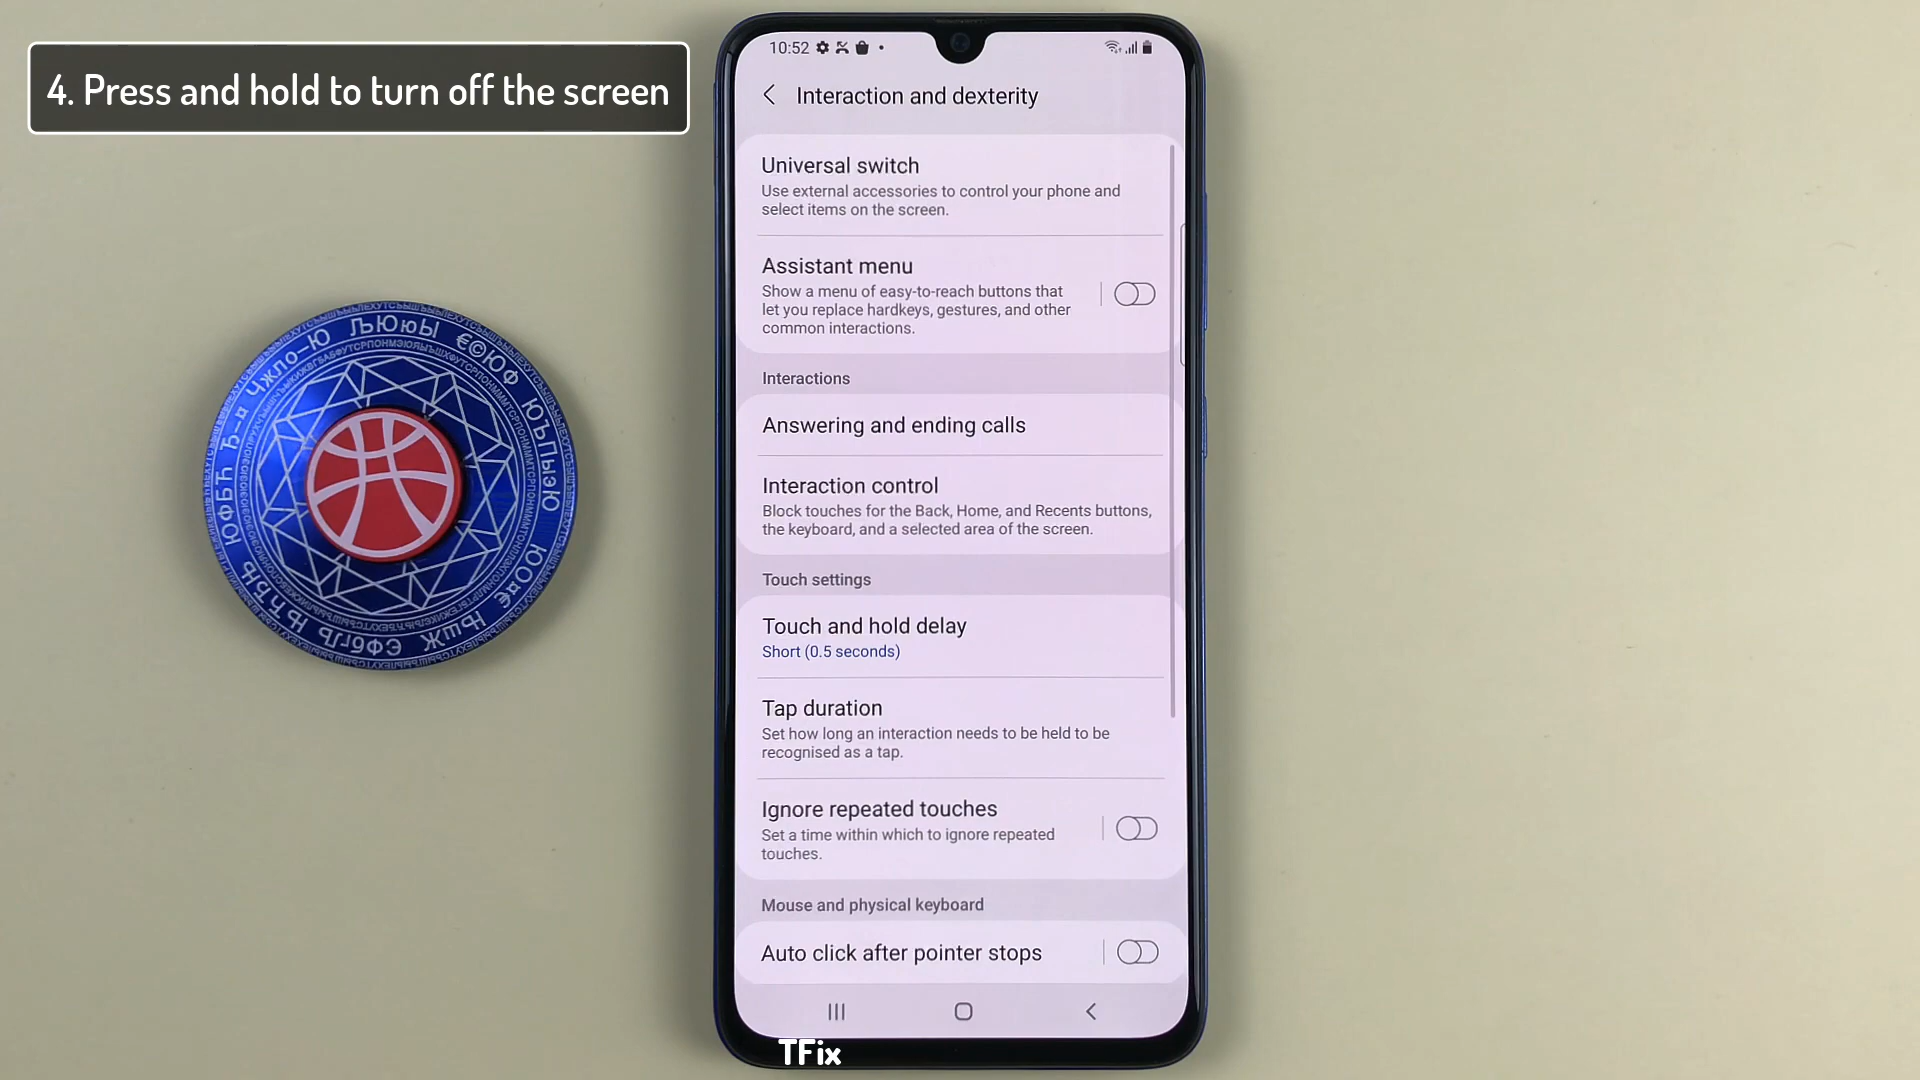 4. Press and hold to turn off the screen
10:52
Interaction and dexterity
Universal switch
Use external accessories to control your phone and
select items on the screen.
Assistant menu
Show a menu of easy-to-reach buttons that
let you replace hardkeys, gestures, and other
common interactions.
Interactions
Answering and ending calls
Interaction control
Block touches for the Back, Home, and Recents buttons,
the keyboard, and a selected area of the screen.
Touch settings
Touch and hold delay
Short (0.5 seconds)
Tap duration
Set how long an interaction needs to be held to be
recognised as a tap.
Ignore repeated touches
Set a time within which to ignore repeated
touches.
Mouse and physical keyboard
Auto click after pointer stops
TFix